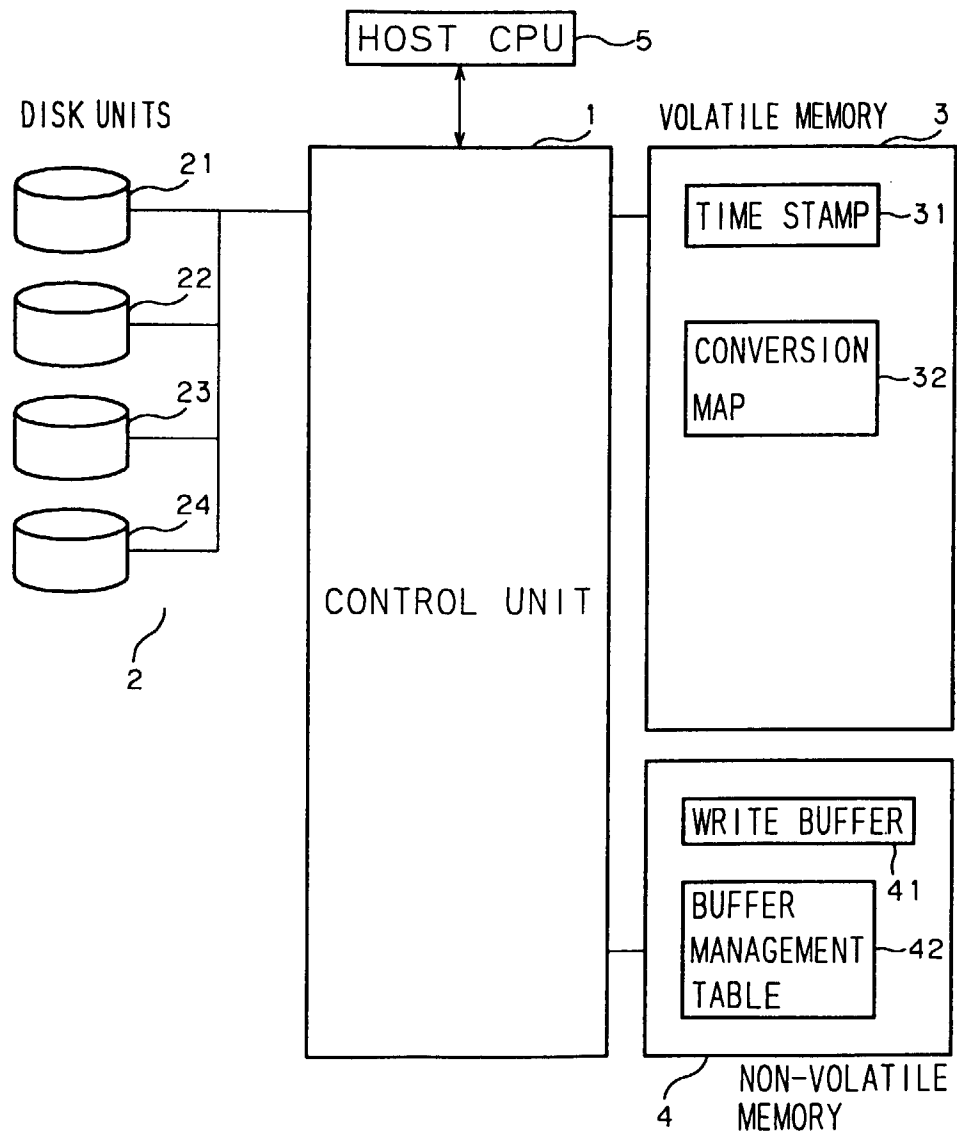 HOST CPU 5
DISK UNITS
1
VOLATILE MEMORY 3
21
TIME STAMP 31
22
CONVERSION 32
MAP
23
24
CONTROL UNIT
2
WRITE BUFFER
41
BUFFER
MANAGEMENT 42
TABLE
4
NON-VOLATILE
MEMORY